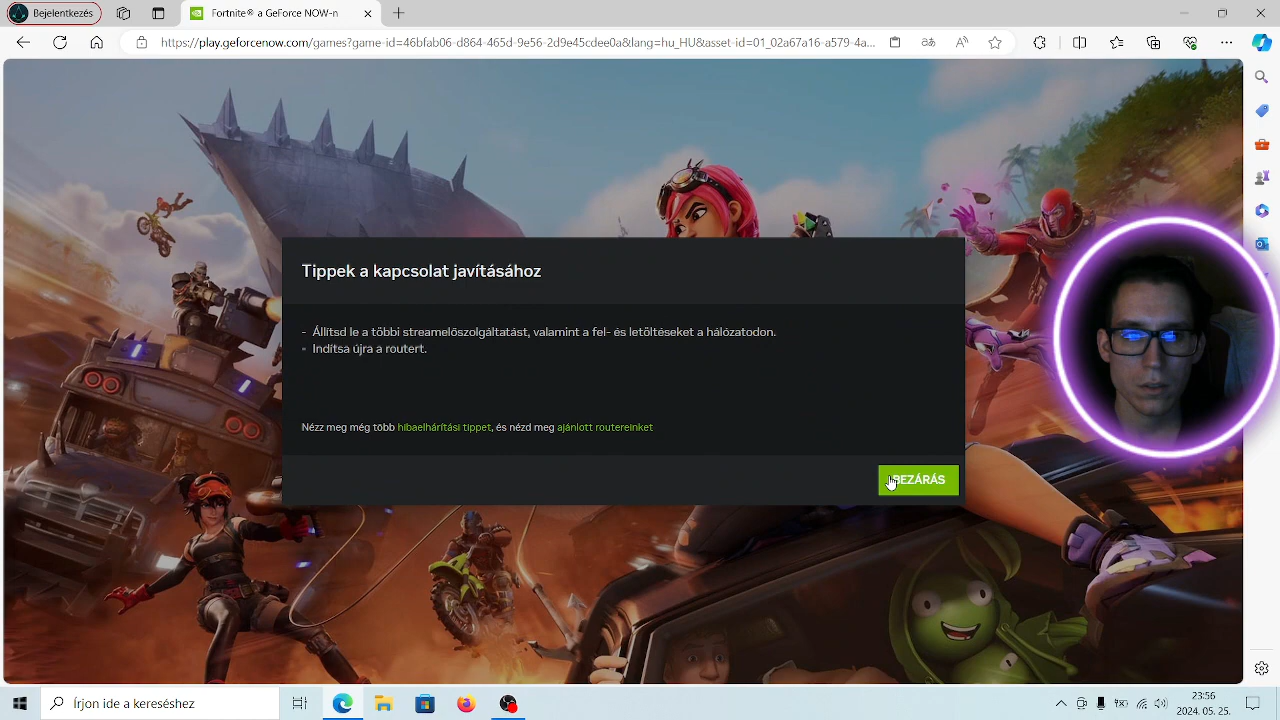 Bejelentkezés
Fortnite® a GeForce NOW-n
https://play.geforcenow.com/games?game-id=46bfab06-d864-465d-9e56-2d9e45cdee0a&lang=hu_HU&asset-id=01_02a67a16-a579-4a...
Tippek a kapcsolat javításához
- Állítsd le a többi streamelőszolgáltatást, valamint a fel- és letöltéseket a hálózatodon.
- Indítsa újra a routert.
Nézz meg még több hibaelhárítási tippet, és nézd meg ajánlott routereinket
BEZÁRÁS
Írjon ide a kereséshez
23:56
2024. 05. 25.